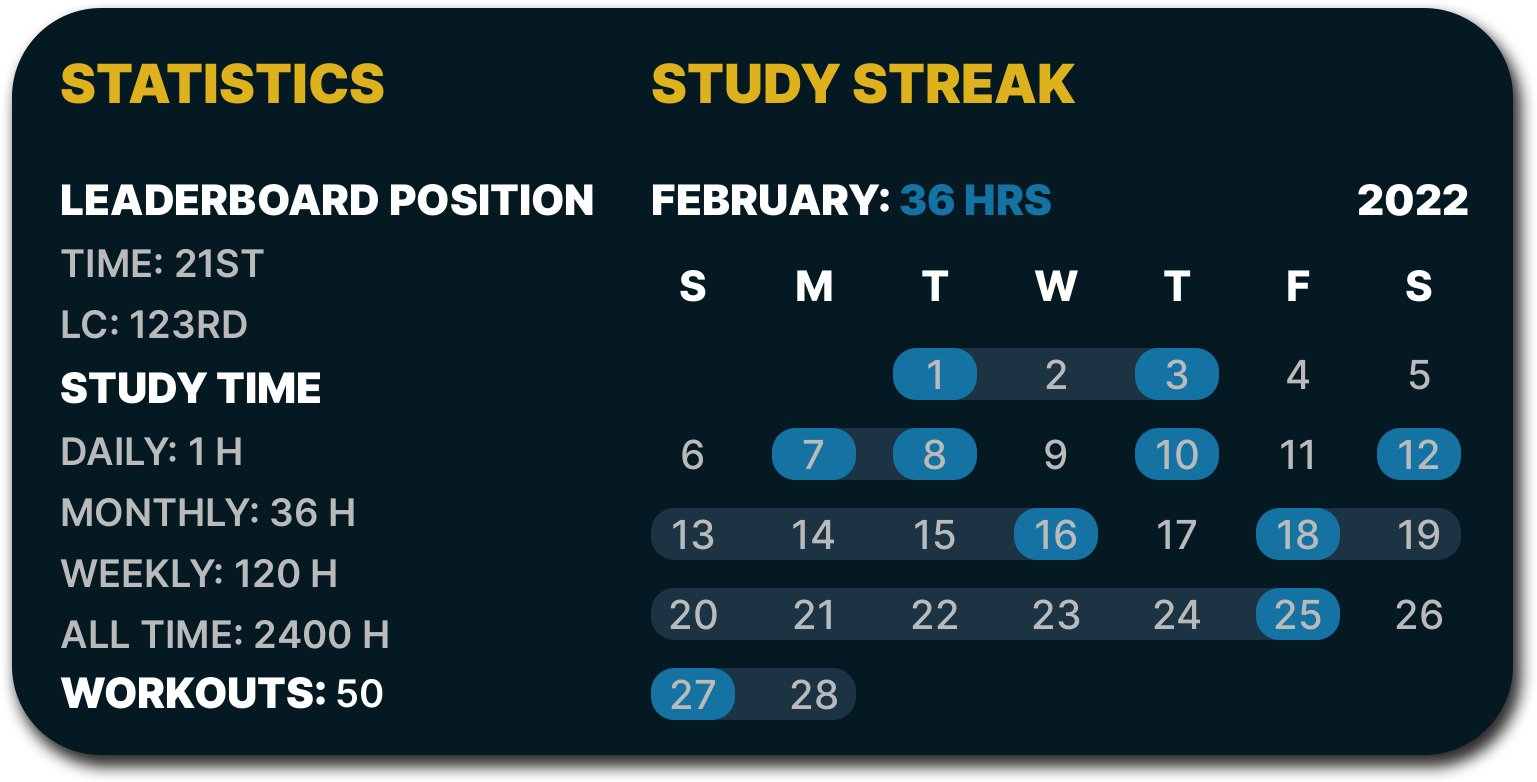 STATISTICS
LEADERBOARD POSITION
TIME: 21ST
LC: 123RD
STUDY TIME
DAILY: 1 H
MONTHLY: 36 H
WEEKLY: 120 H
ALL TIME: 2400 H
WORKOUTS: 50
STUDY STREAK
FEBRUARY: 36 HRS 2022
S M T W T F S
1 2 3 4 5
6 7 8 9 10 11 12
13 14 15 16 17 18 19
20 21 22 23 24 25 26
27 28